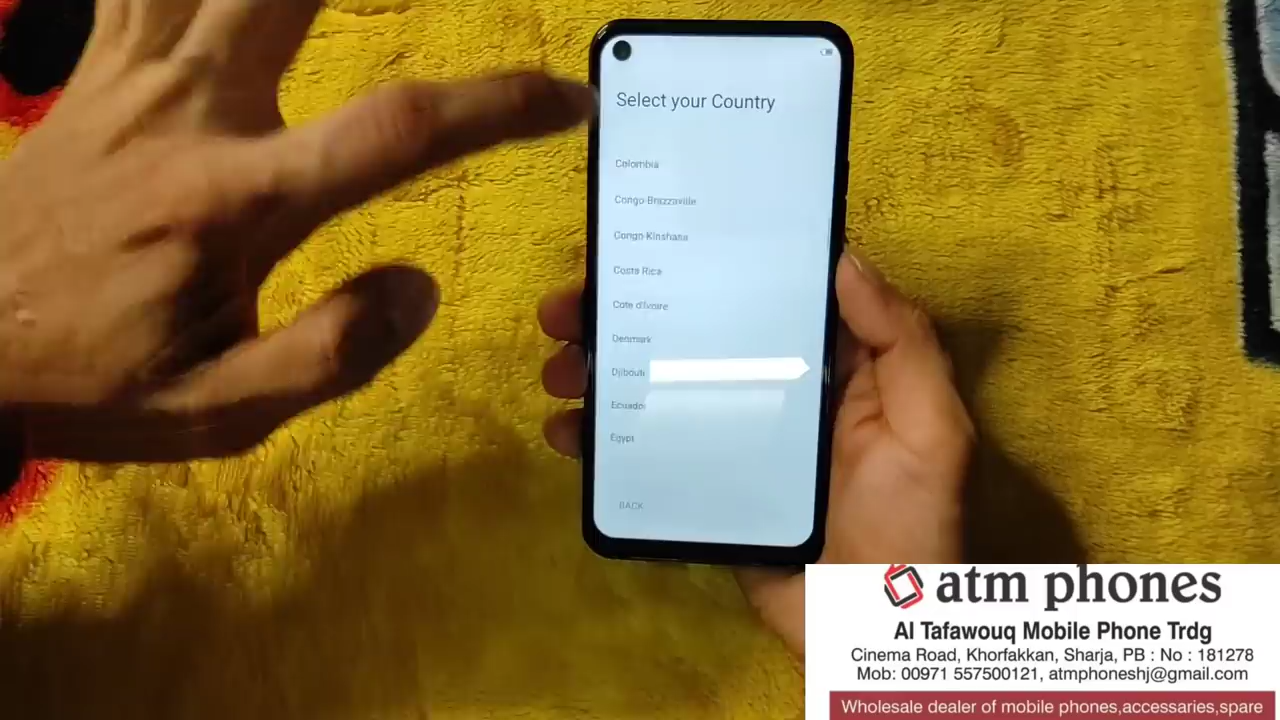 Select your Country
Colombia
Congo-Brazzaville
Congo-Kinshasa
Costa Rica
Cote d'Ivoire
Denmark
Djibouti
Ecuador
Egypt
BACK
atm phones
Al Tafawouq Mobile Phone Trdg
Cinema Road, Khorfakkan, Sharja, PB : No : 181278
Mob: 00971 557500121, atmphoneshj@gmail.com
Wholesale dealer of mobile phones,accessaries,spare